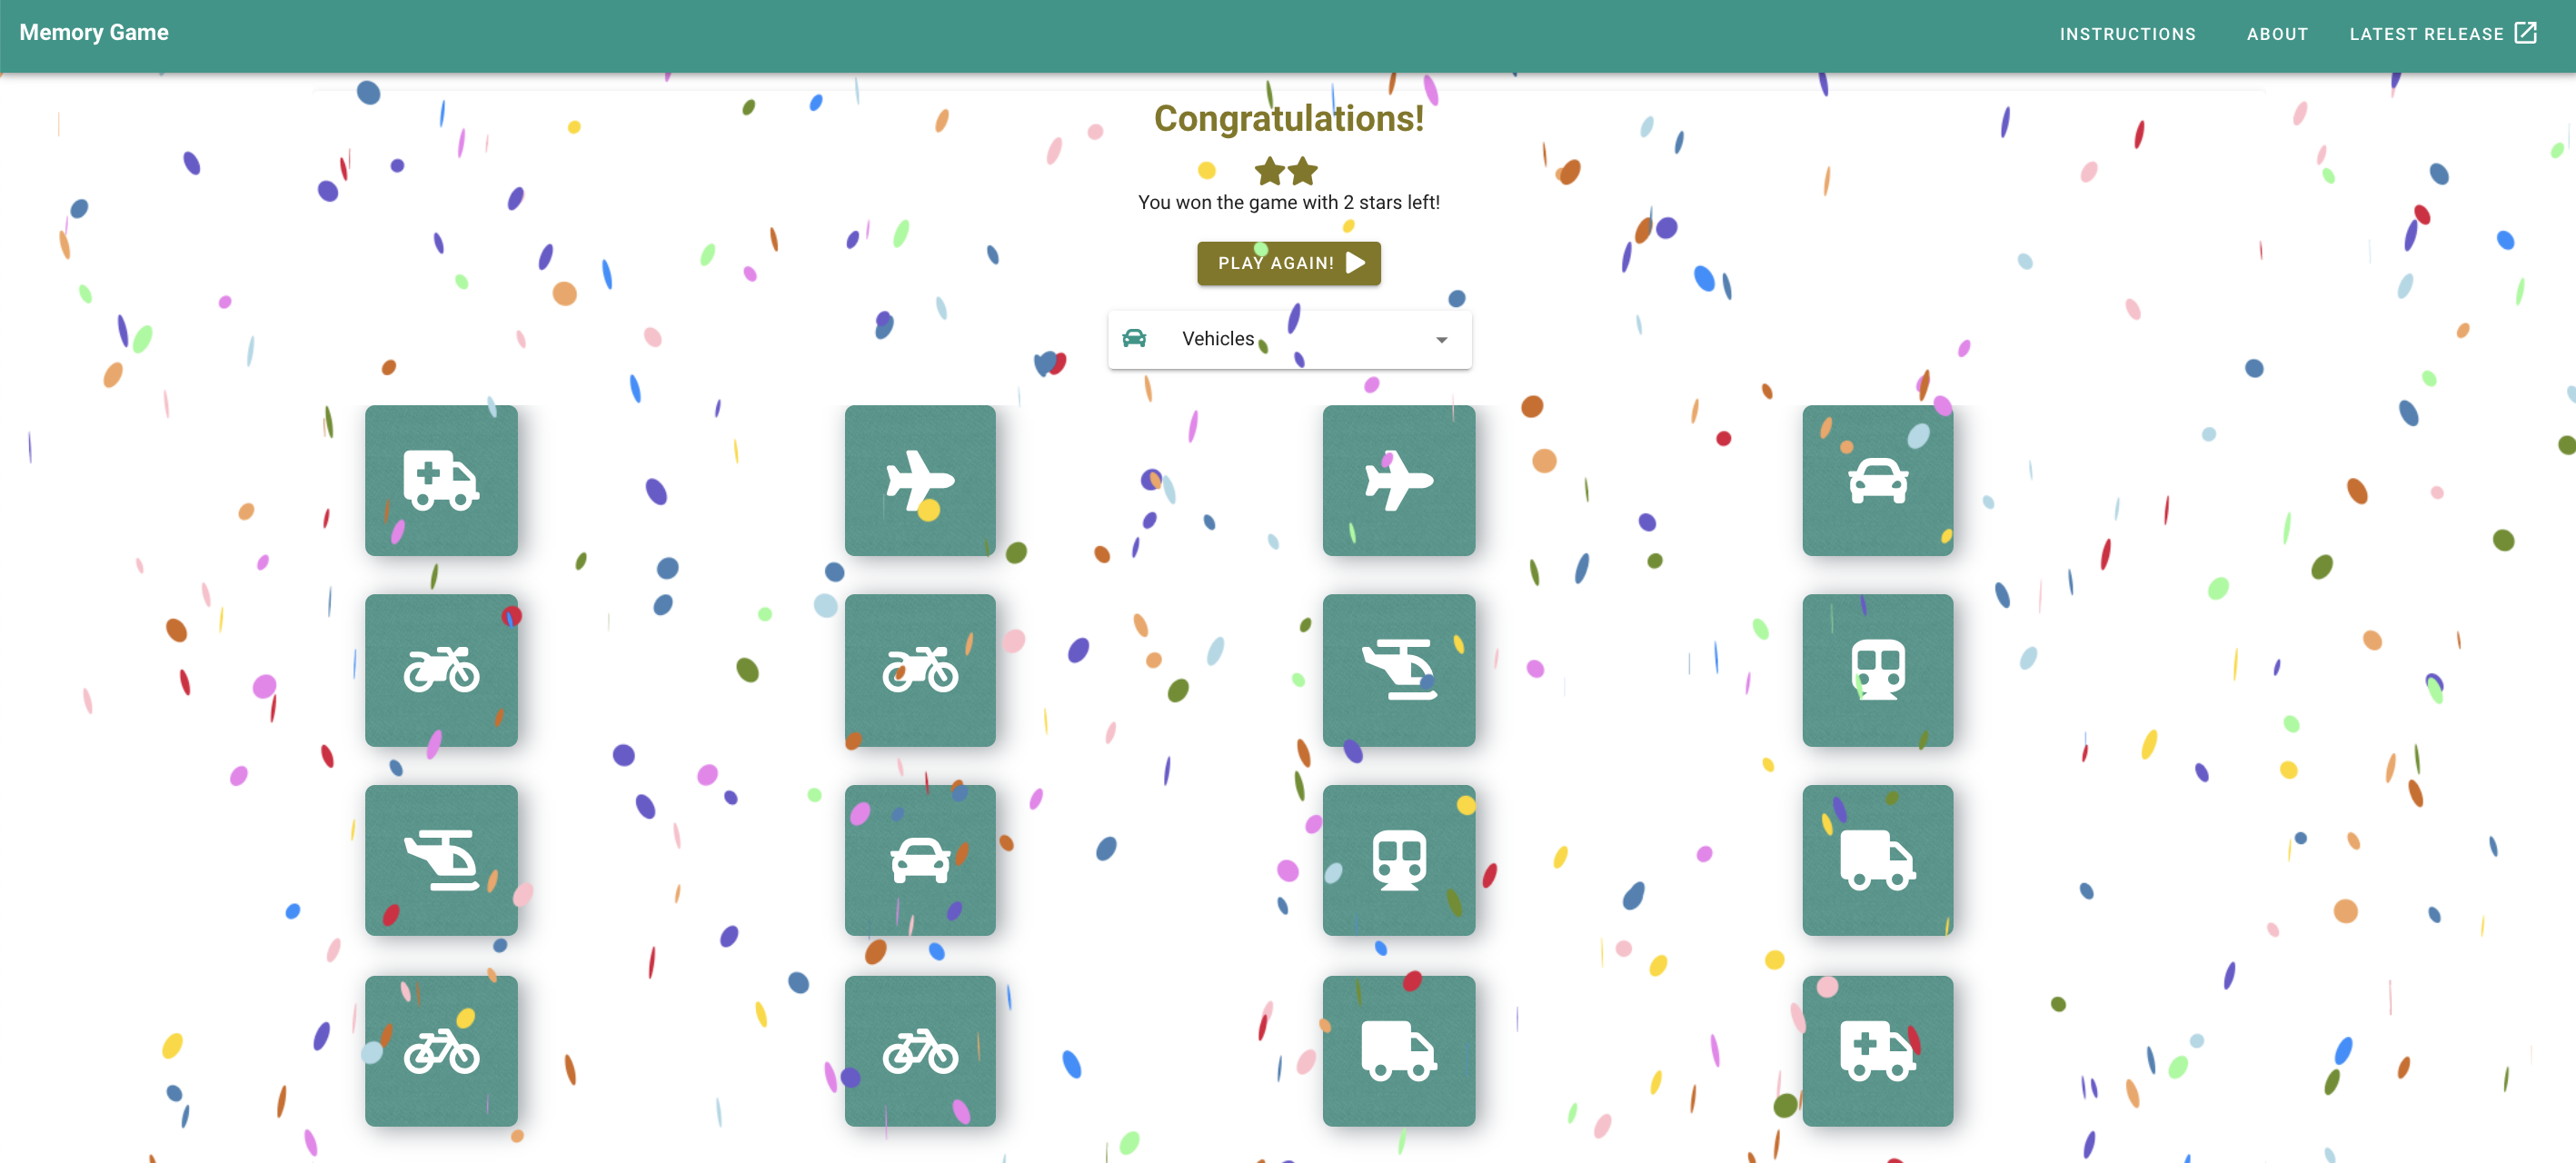 Memory Game
INSTRUCTIONS
ABOUT
LATEST RELEASE
Congratulations!
You won the game with 2 stars left!
PLAY AGAIN!
Vehicles